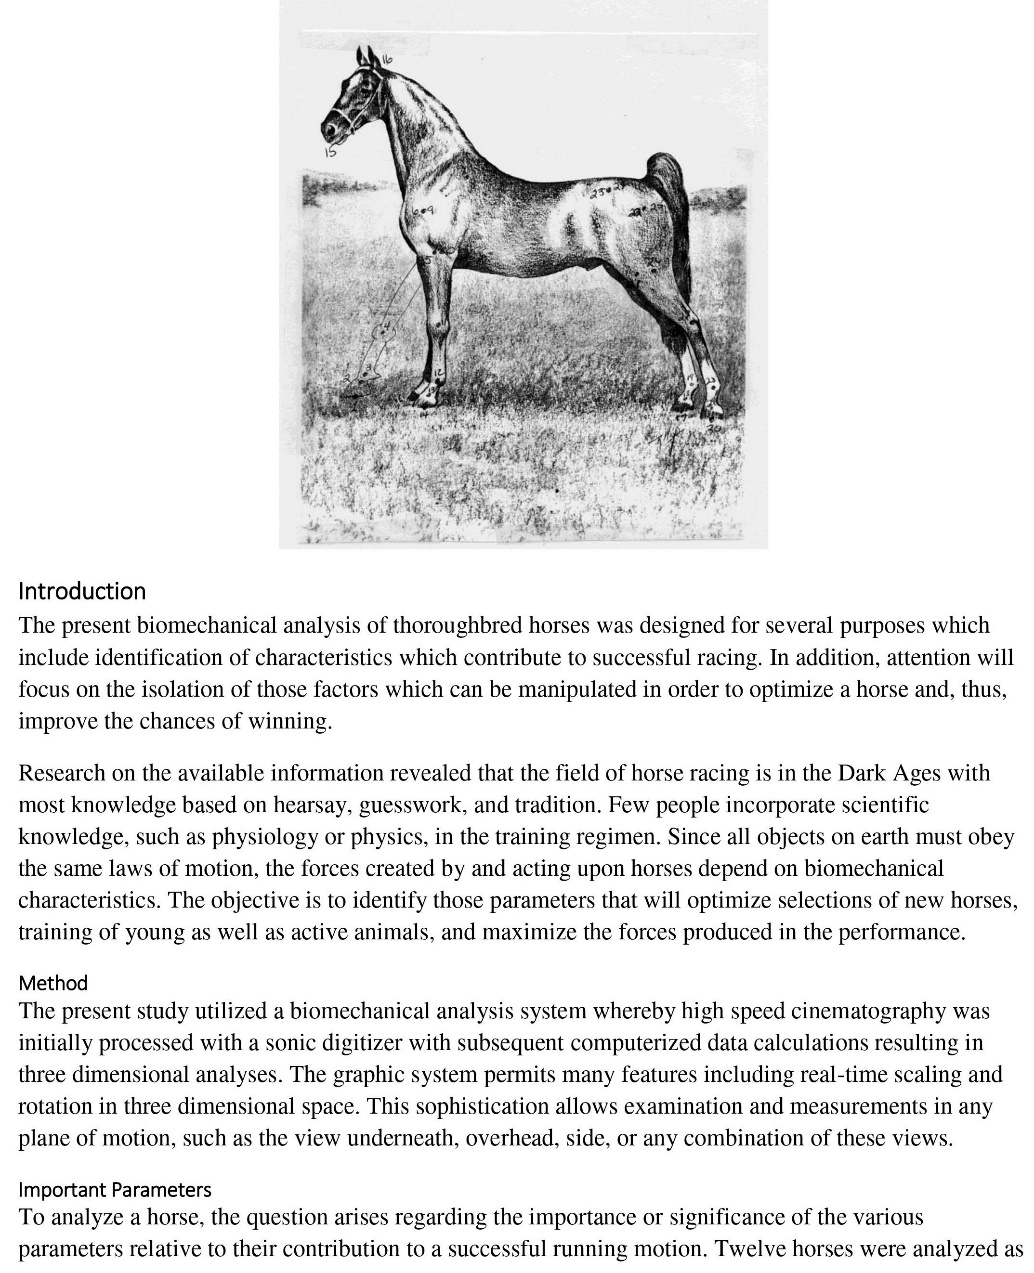 16
15
Introduction
The present biomechanical analysis of thoroughbred horses was designed for several purposes which
include identification of characteristics which contribute to successful racing. In addition, attention will
focus on the isolation of those factors which can be manipulated in order to optimize a horse and, thus,
improve the chances of winning.
Research on the available information revealed that the field of horse racing is in the Dark Ages with
most knowledge based on hearsay, guesswork, and tradition. Few people incorporate scientific
knowledge, such as physiology or physics, in the training regimen. Since all objects on earth must obey
the same laws of motion, the forces created by and acting upon horses depend on biomechanical
characteristics. The objective is to identify those parameters that will optimize selections of new horses,
training of young as well as active animals, and maximize the forces produced in the performance.
Method
The present study utilized a biomechanical analysis system whereby high speed cinematography was
initially processed with a sonic digitizer with subsequent computerized data calculations resulting in
three dimensional analyses. The graphic system permits many features including real-time scaling and
rotation in three dimensional space. This sophistication allows examination and measurements in any
plane of motion, such as the view underneath, overhead, side, or any combination of these views.
Important Parameters
To analyze a horse, the question arises regarding the importance or significance of the various
parameters relative to their contribution to a successful running motion. Twelve horses were analyzed as